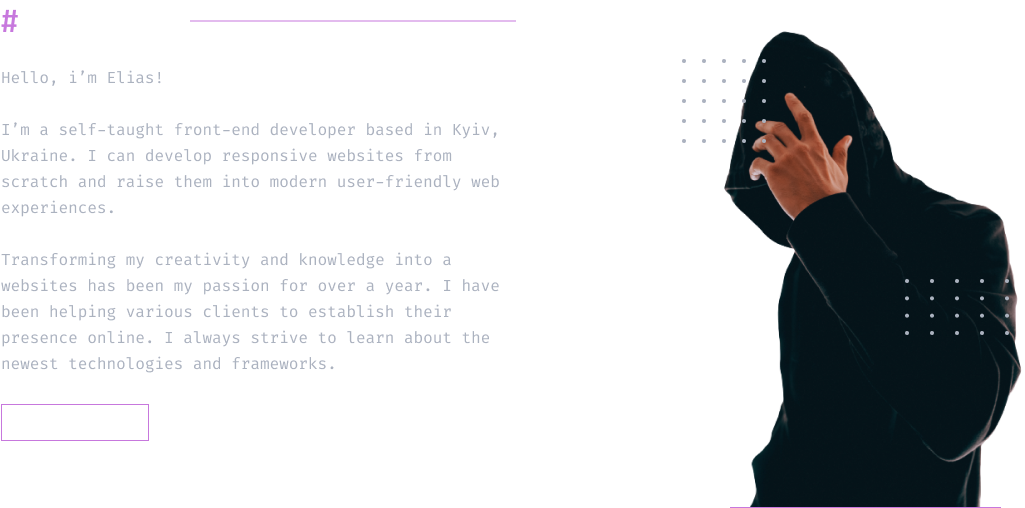 #
Hello, i’m Elias!
I’m a self-taught front-end developer based in Kyiv,
Ukraine. I can develop responsive websites from
scratch and raise them into modern user-friendly web
experiences.
Transforming my creativity and knowledge into a
websites has been my passion for over a year. I have
been helping various clients to establish their
presence online. I always strive to learn about the
newest technologies and frameworks.